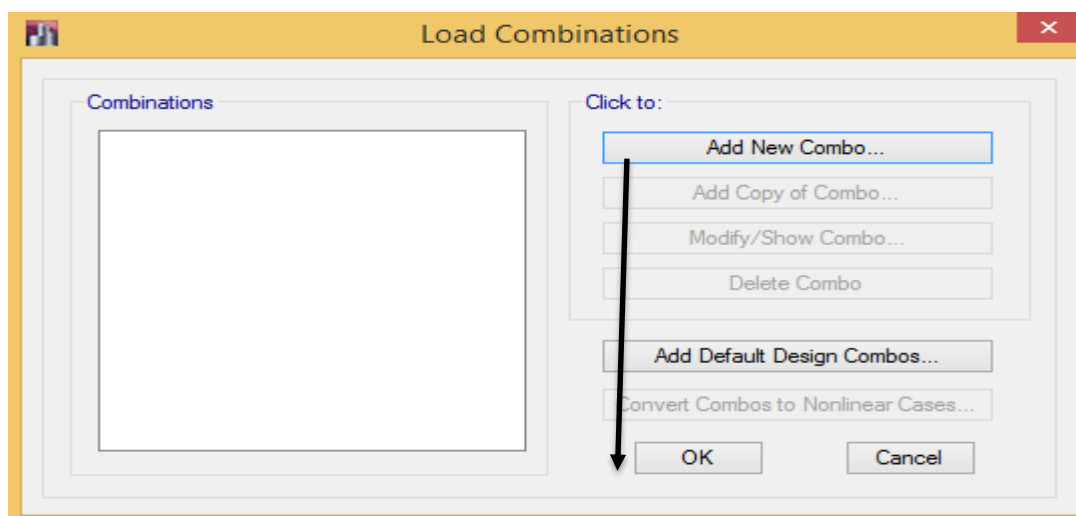 Load Combinations
Combinations
Click to:
Add New Combo...
Add Copy of Combo...
Modify/Show Combo...
Delete Combo
Add Default Design Combos...
Convert Combos to Nonlinear Cases...
OK
Cancel